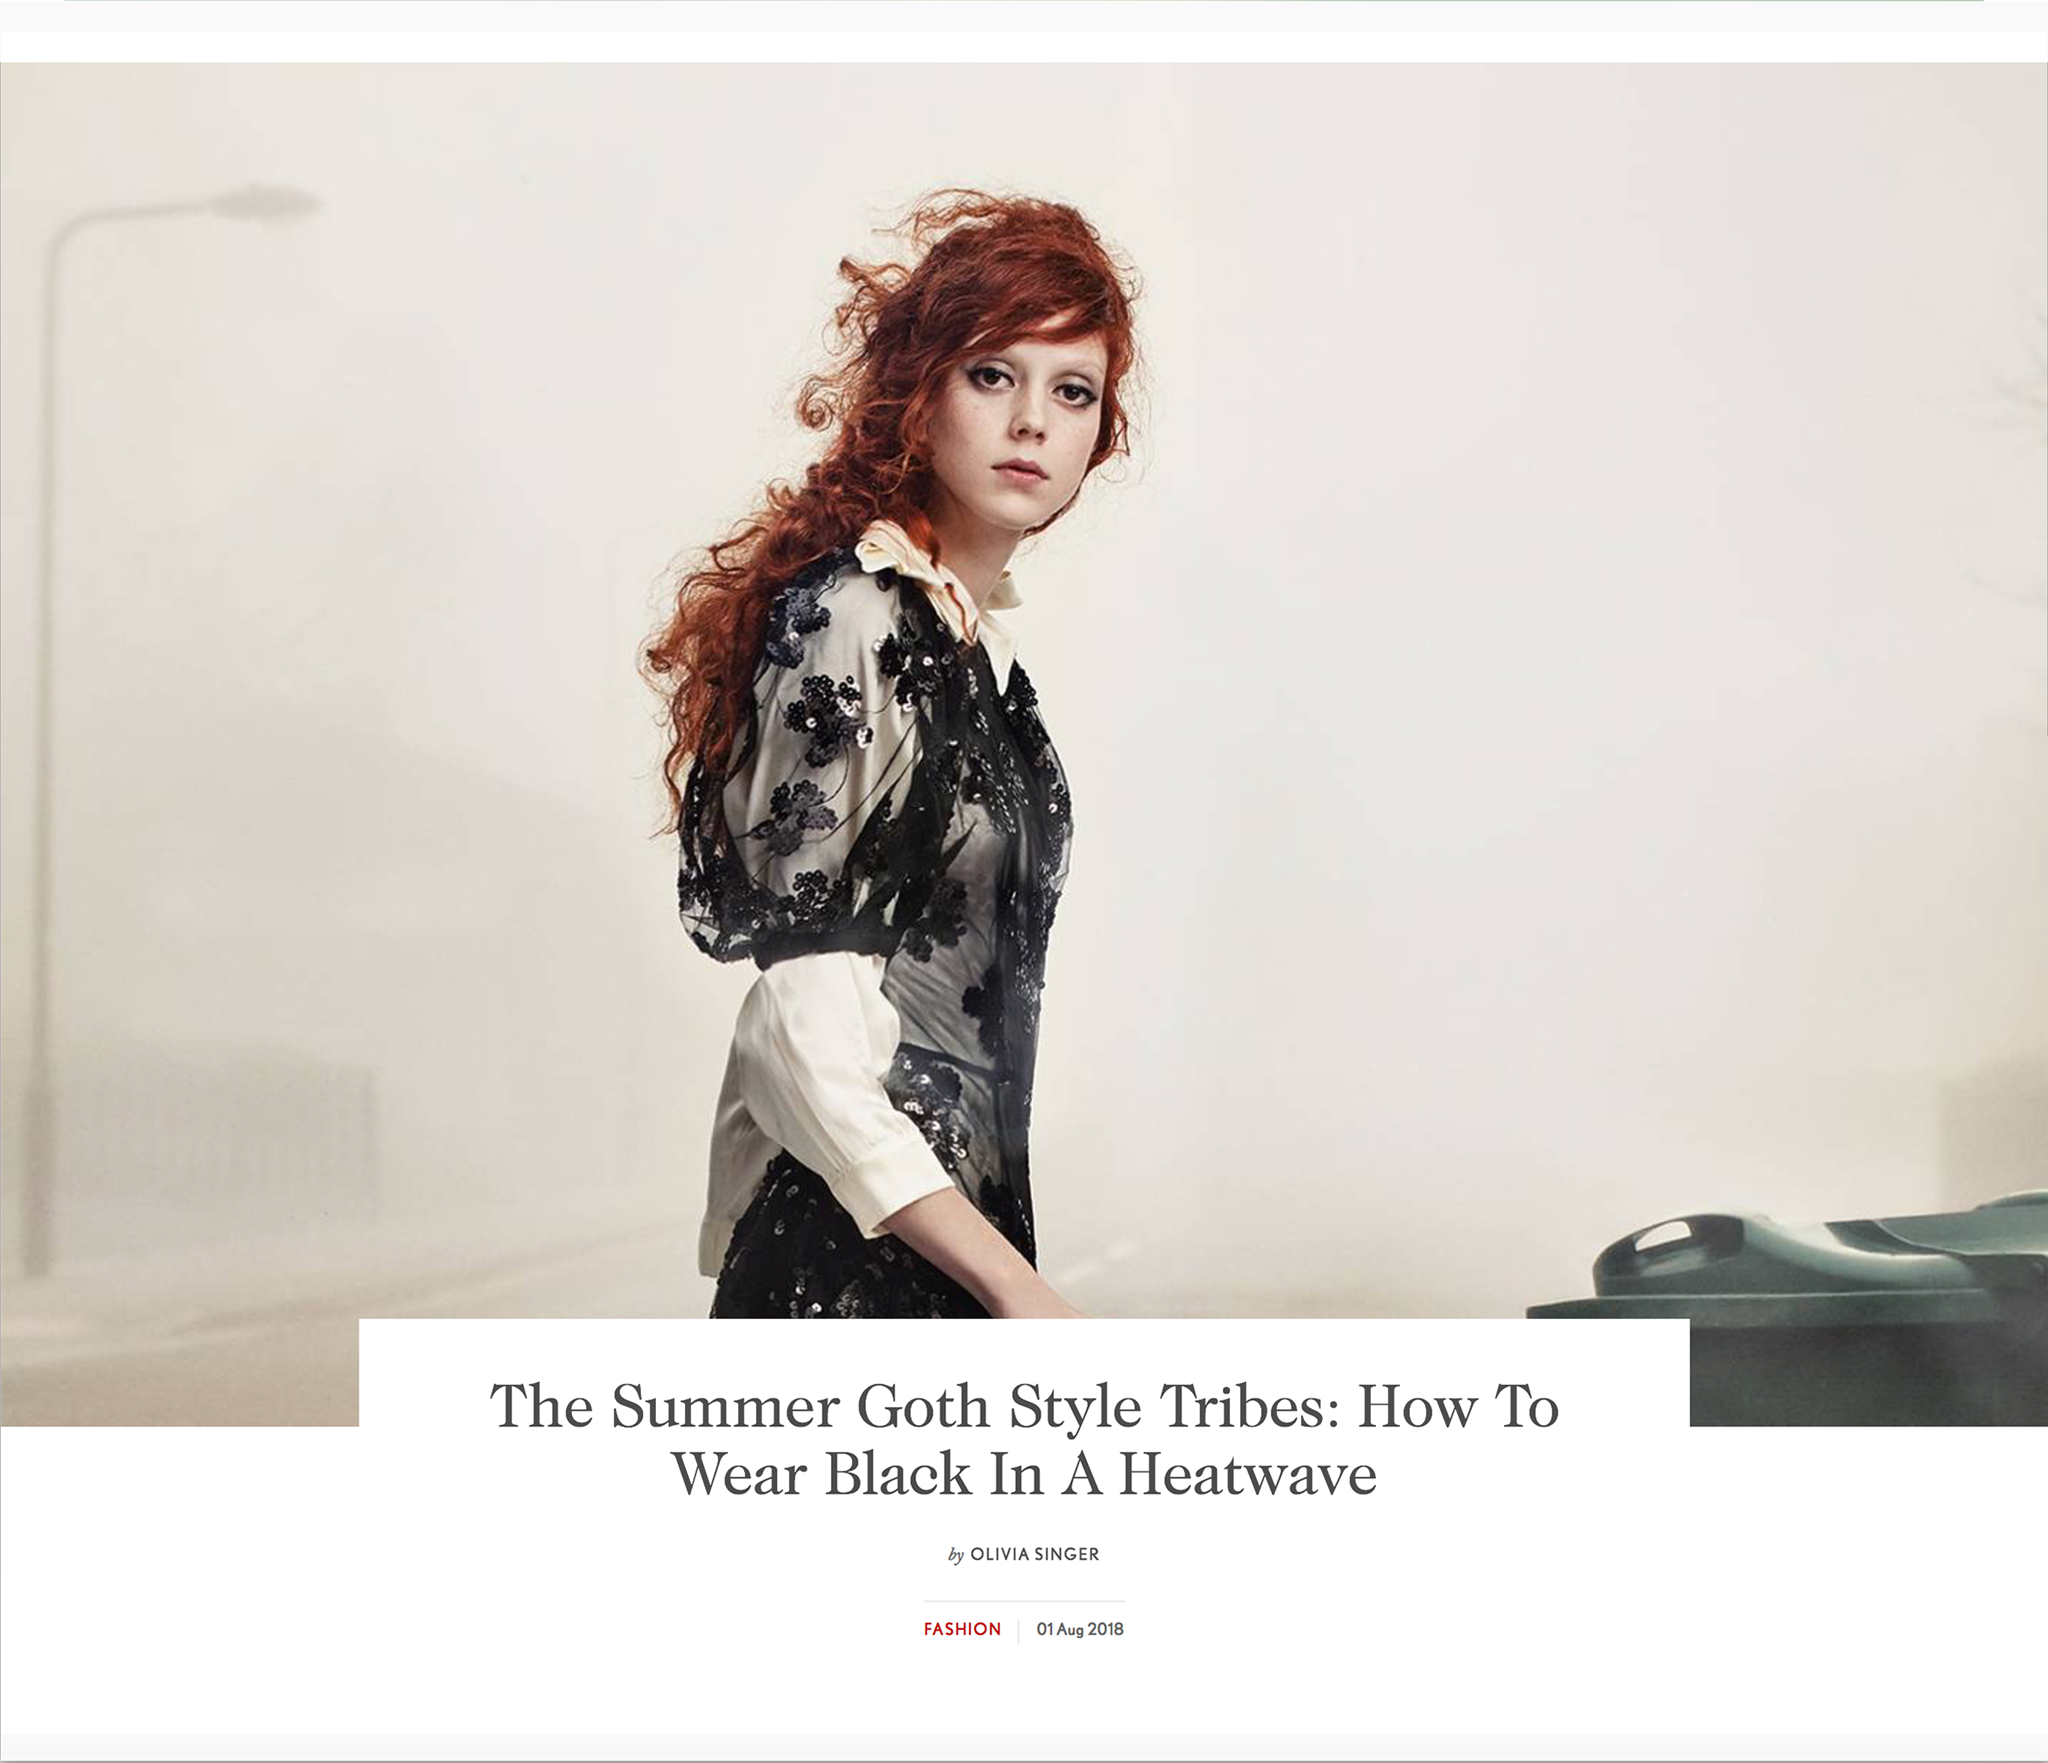 The Summer Goth Style Tribes: How To
Wear Black In A Heatwave
by OLIVIA SINGER
FASHION | 01 Aug 2018